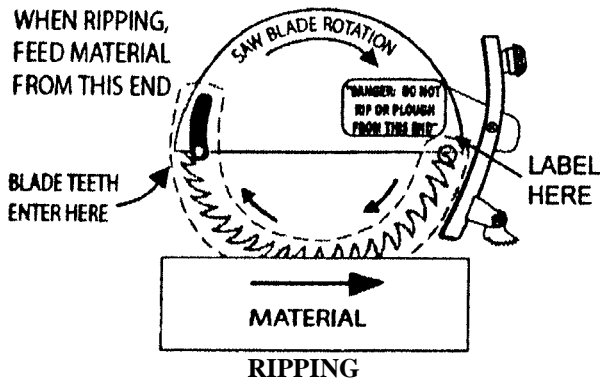 WHEN RIPPING,
FEED MATERIAL
FROM THIS END
SAW BLADE ROTATION
"DANGER: DO NOT
RIP OR PLOUGH
FROM THIS END"
LABEL
HERE
BLADE TEETH
ENTER HERE
MATERIAL
RIPPING